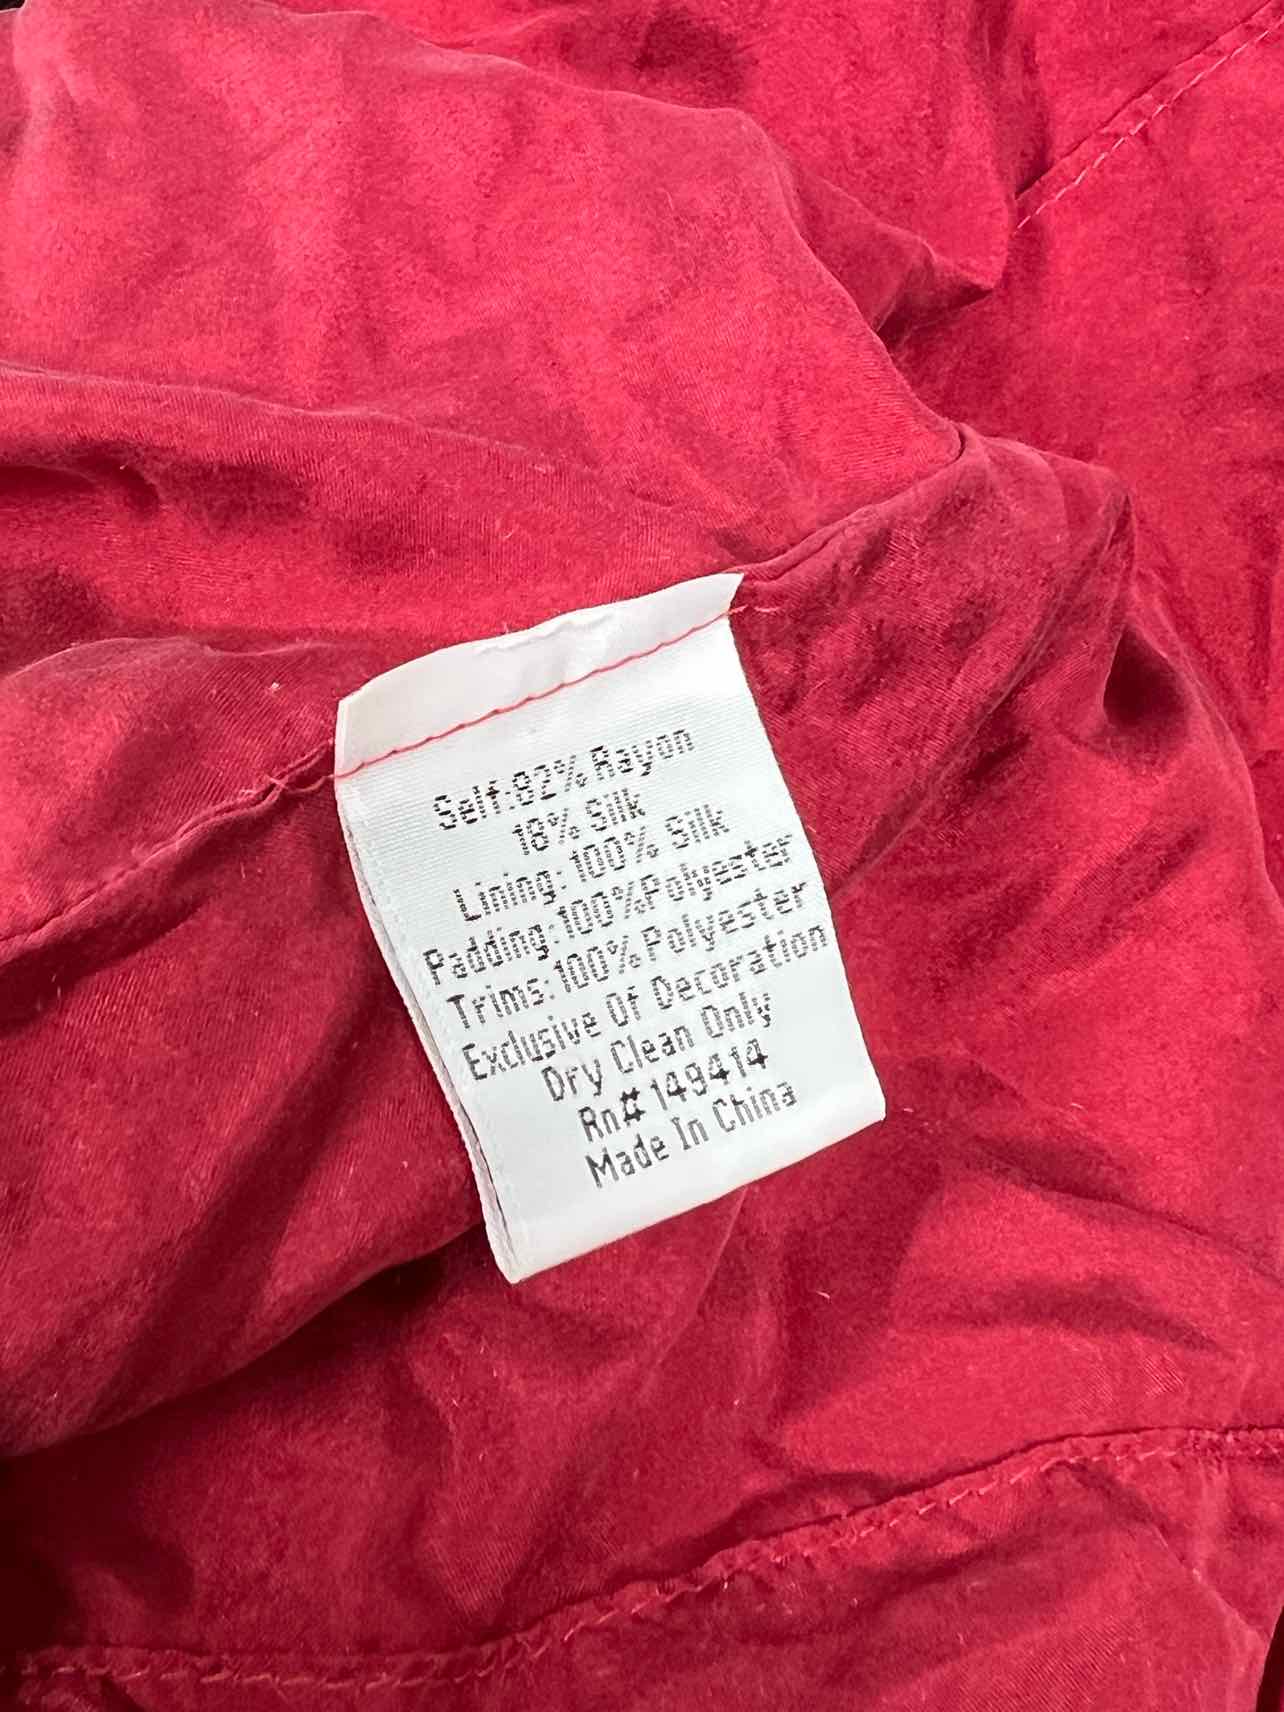 Self:82% Rayon
18% Silk
Lining: 100% Silk
Padding:100%Polyester
Trims: 100% Polyester
Exclusive Of Decoration
Dry Clean Only
Rn# 149414
Made In China